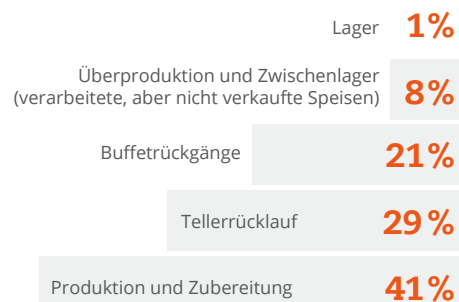 Lager 1%
Überproduktion und Zwischenlager
(verarbeitete, aber nicht verkaufte Speisen) 8%
Buffetrückgänge 21%
Tellerrücklauf 29%
Produktion und Zubereitung 41%